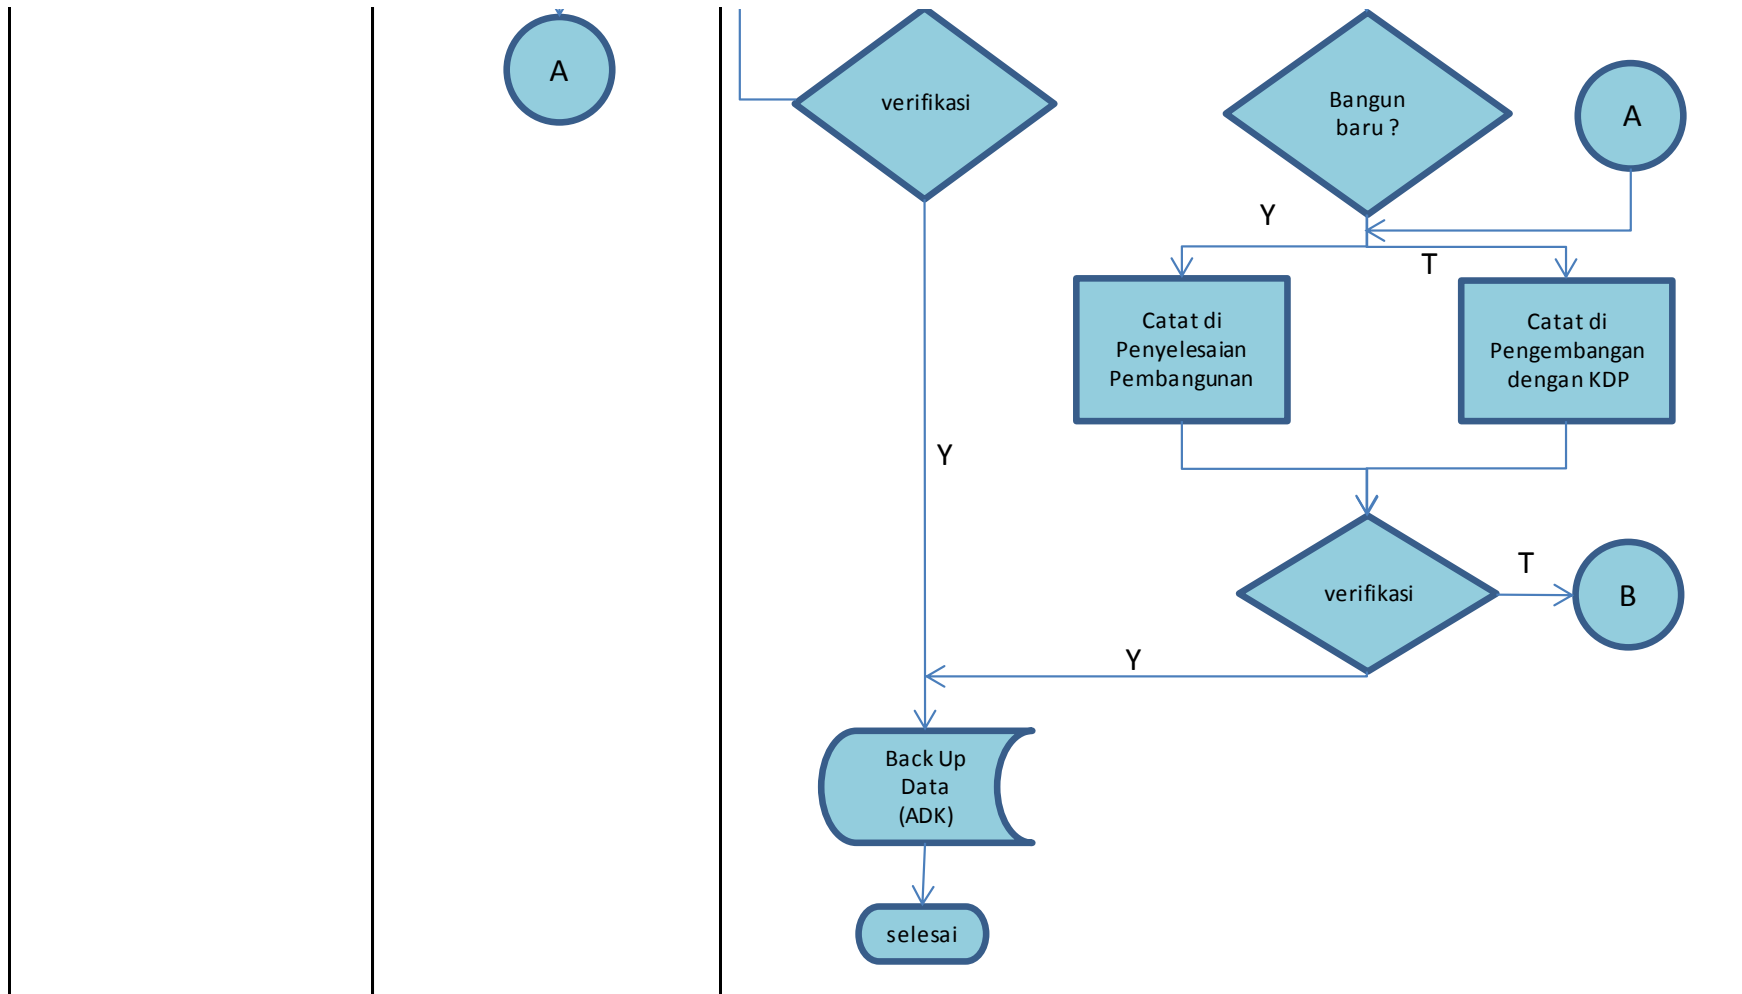 A
verifikasi
Bangun
baru ?
A
Y
T
Catat di
Penyelesaian
Pembangunan
Catat di
Pengembangan
dengan KDP
Y
verifikasi
T
B
Y
Back Up
Data
(ADK)
selesai